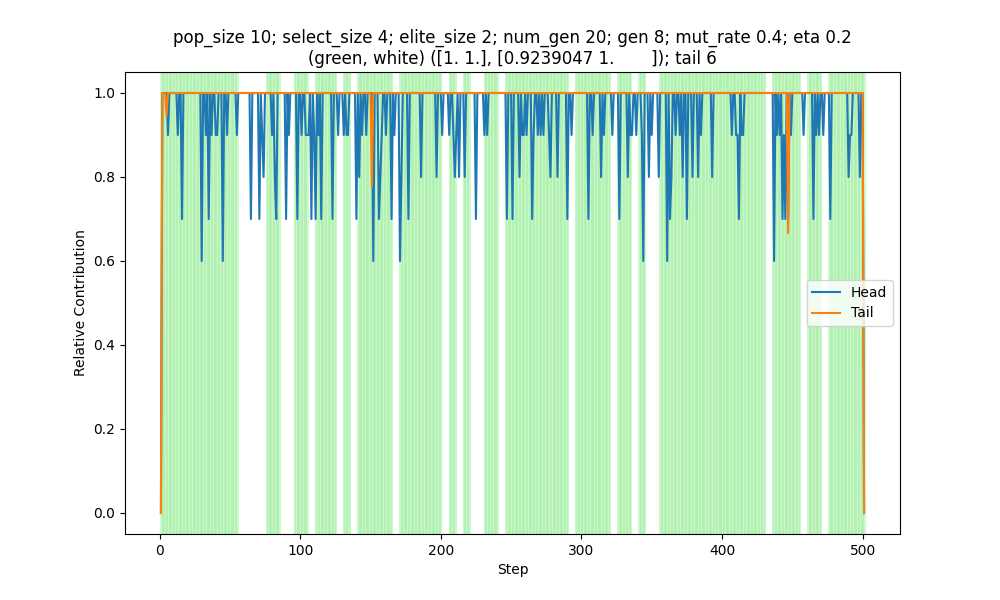 pop_size 10; select_size 4; elite_size 2; num_gen 20; gen 8; mut_rate 0.4; eta 0.2
(green, white) ([1. 1.], [0.9239047 1.        ]); tail 6
Relative Contribution
1.0
0.8
0.6
0.4
0.2
0.0
Head
Tail
0 100 200 300 400 500
Step